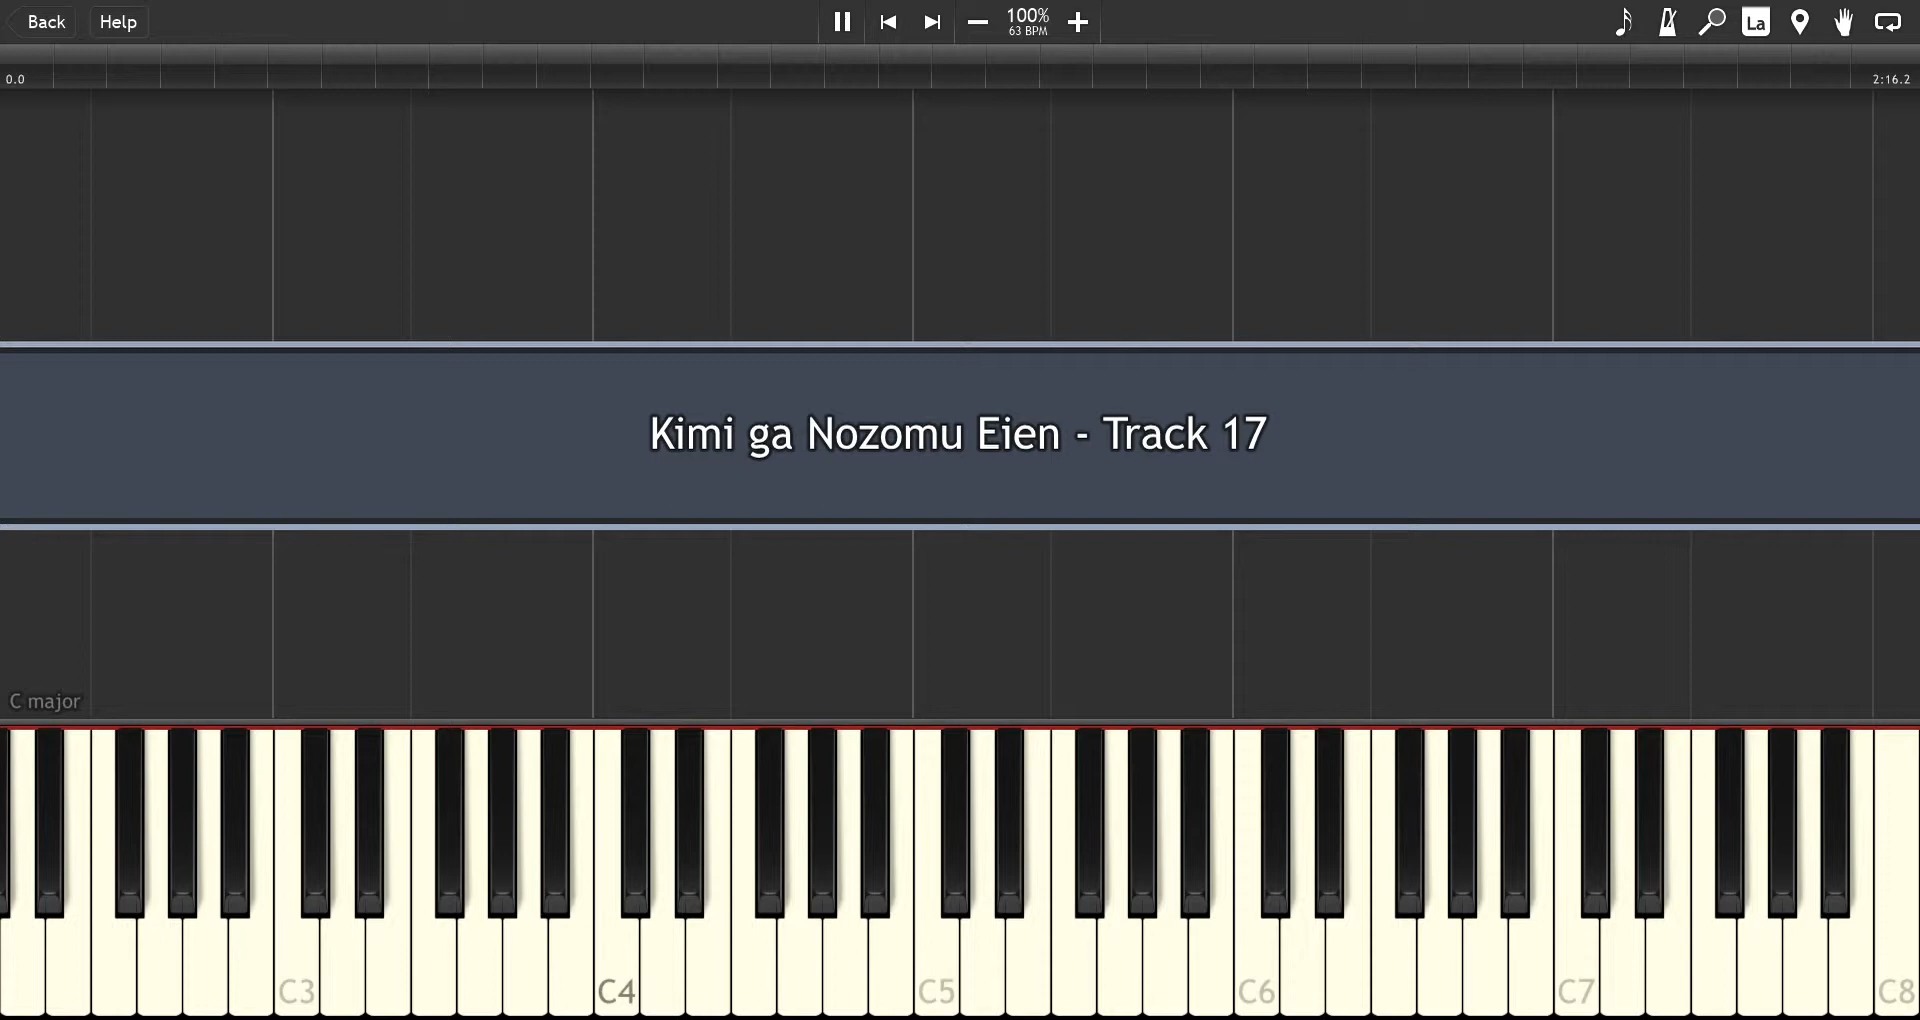 Back
Help
100%
63 BPM
La
0.0
2:16.2
Kimi ga Nozomu Eien - Track 17
C major
C3
C4
C5
C6
C7
C8